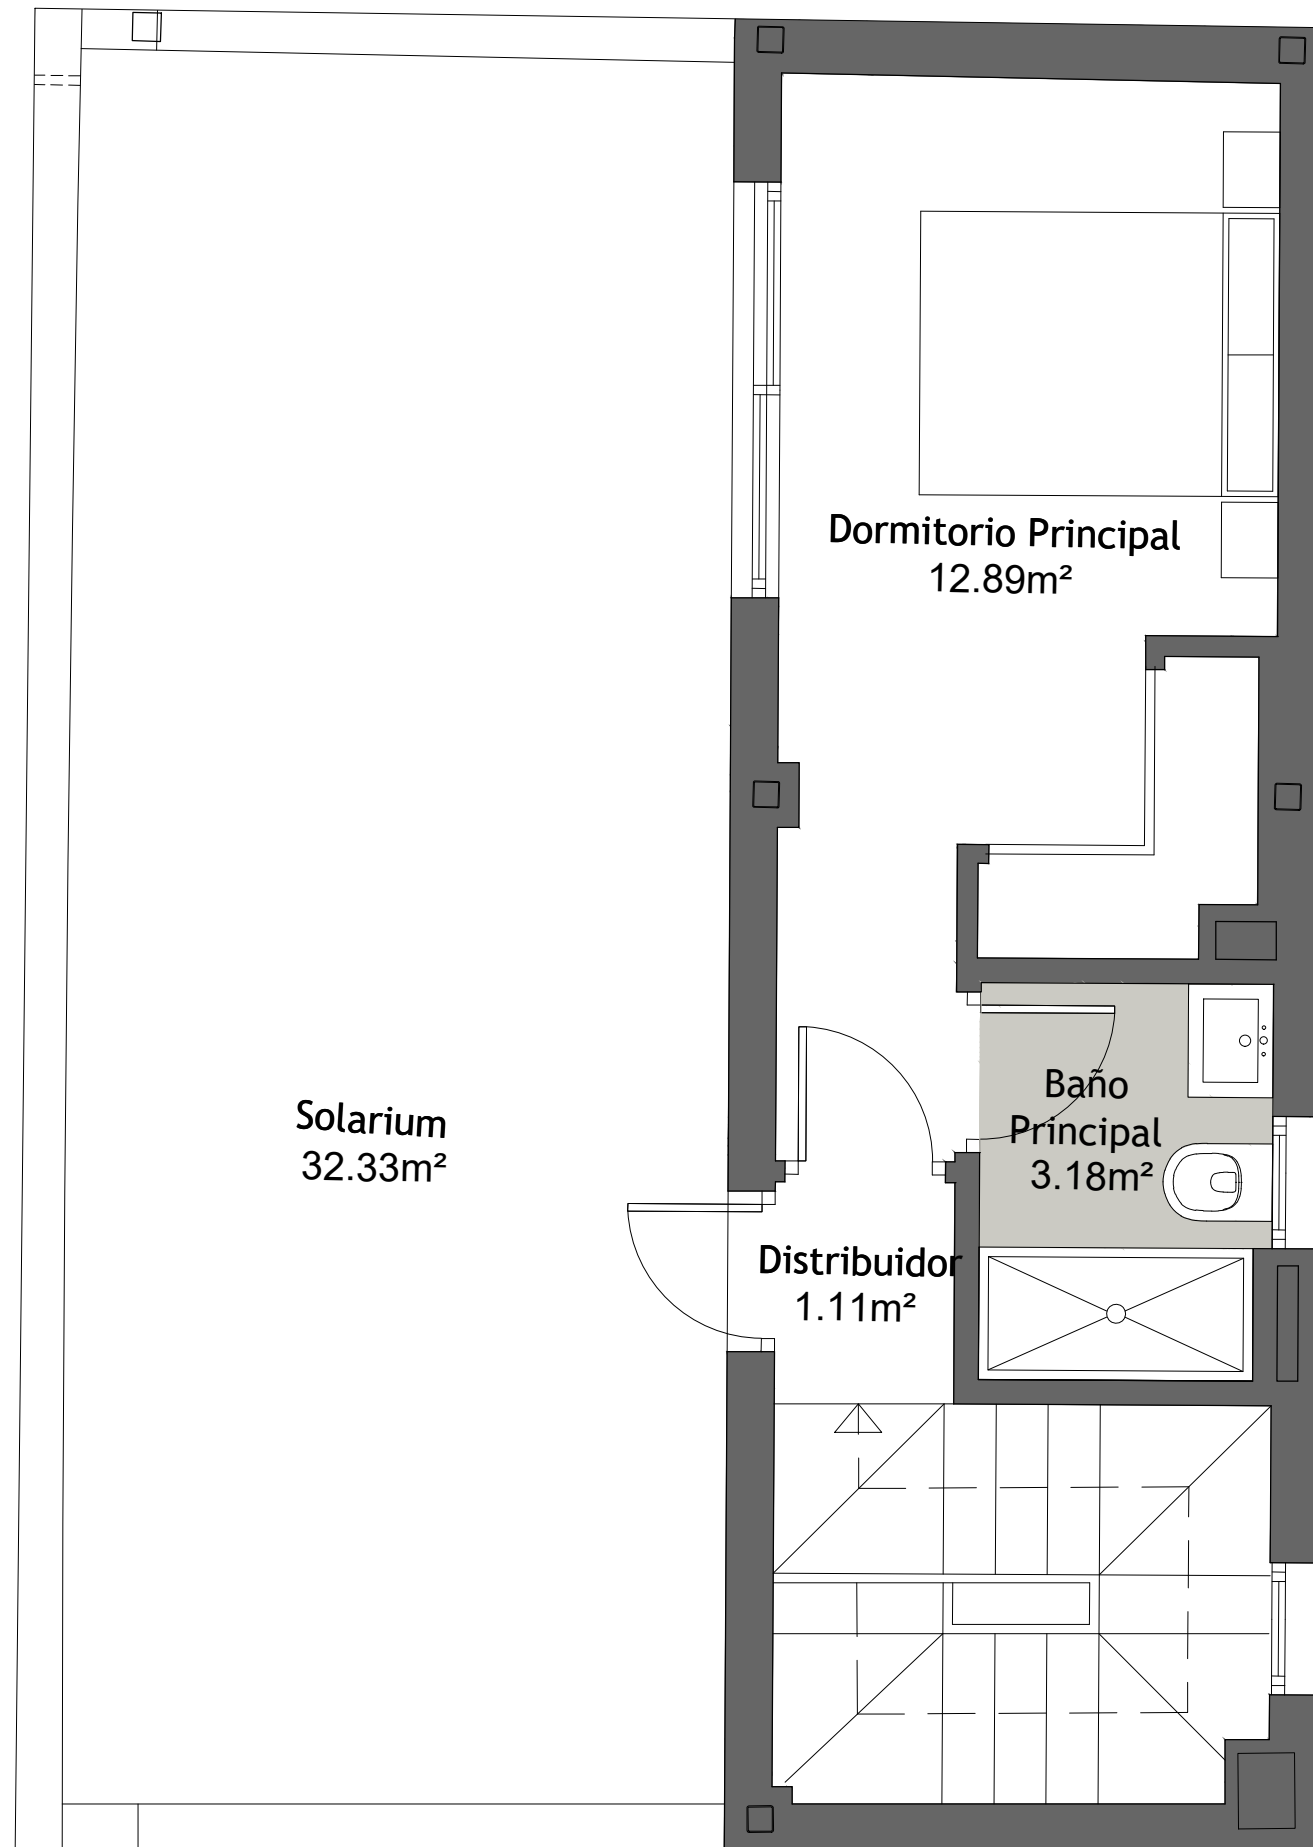 Dormitorio Principal
12.89m²
Baño
Principal
3.18m²
Solarium
32.33m²
Distribuidor
1.11m²